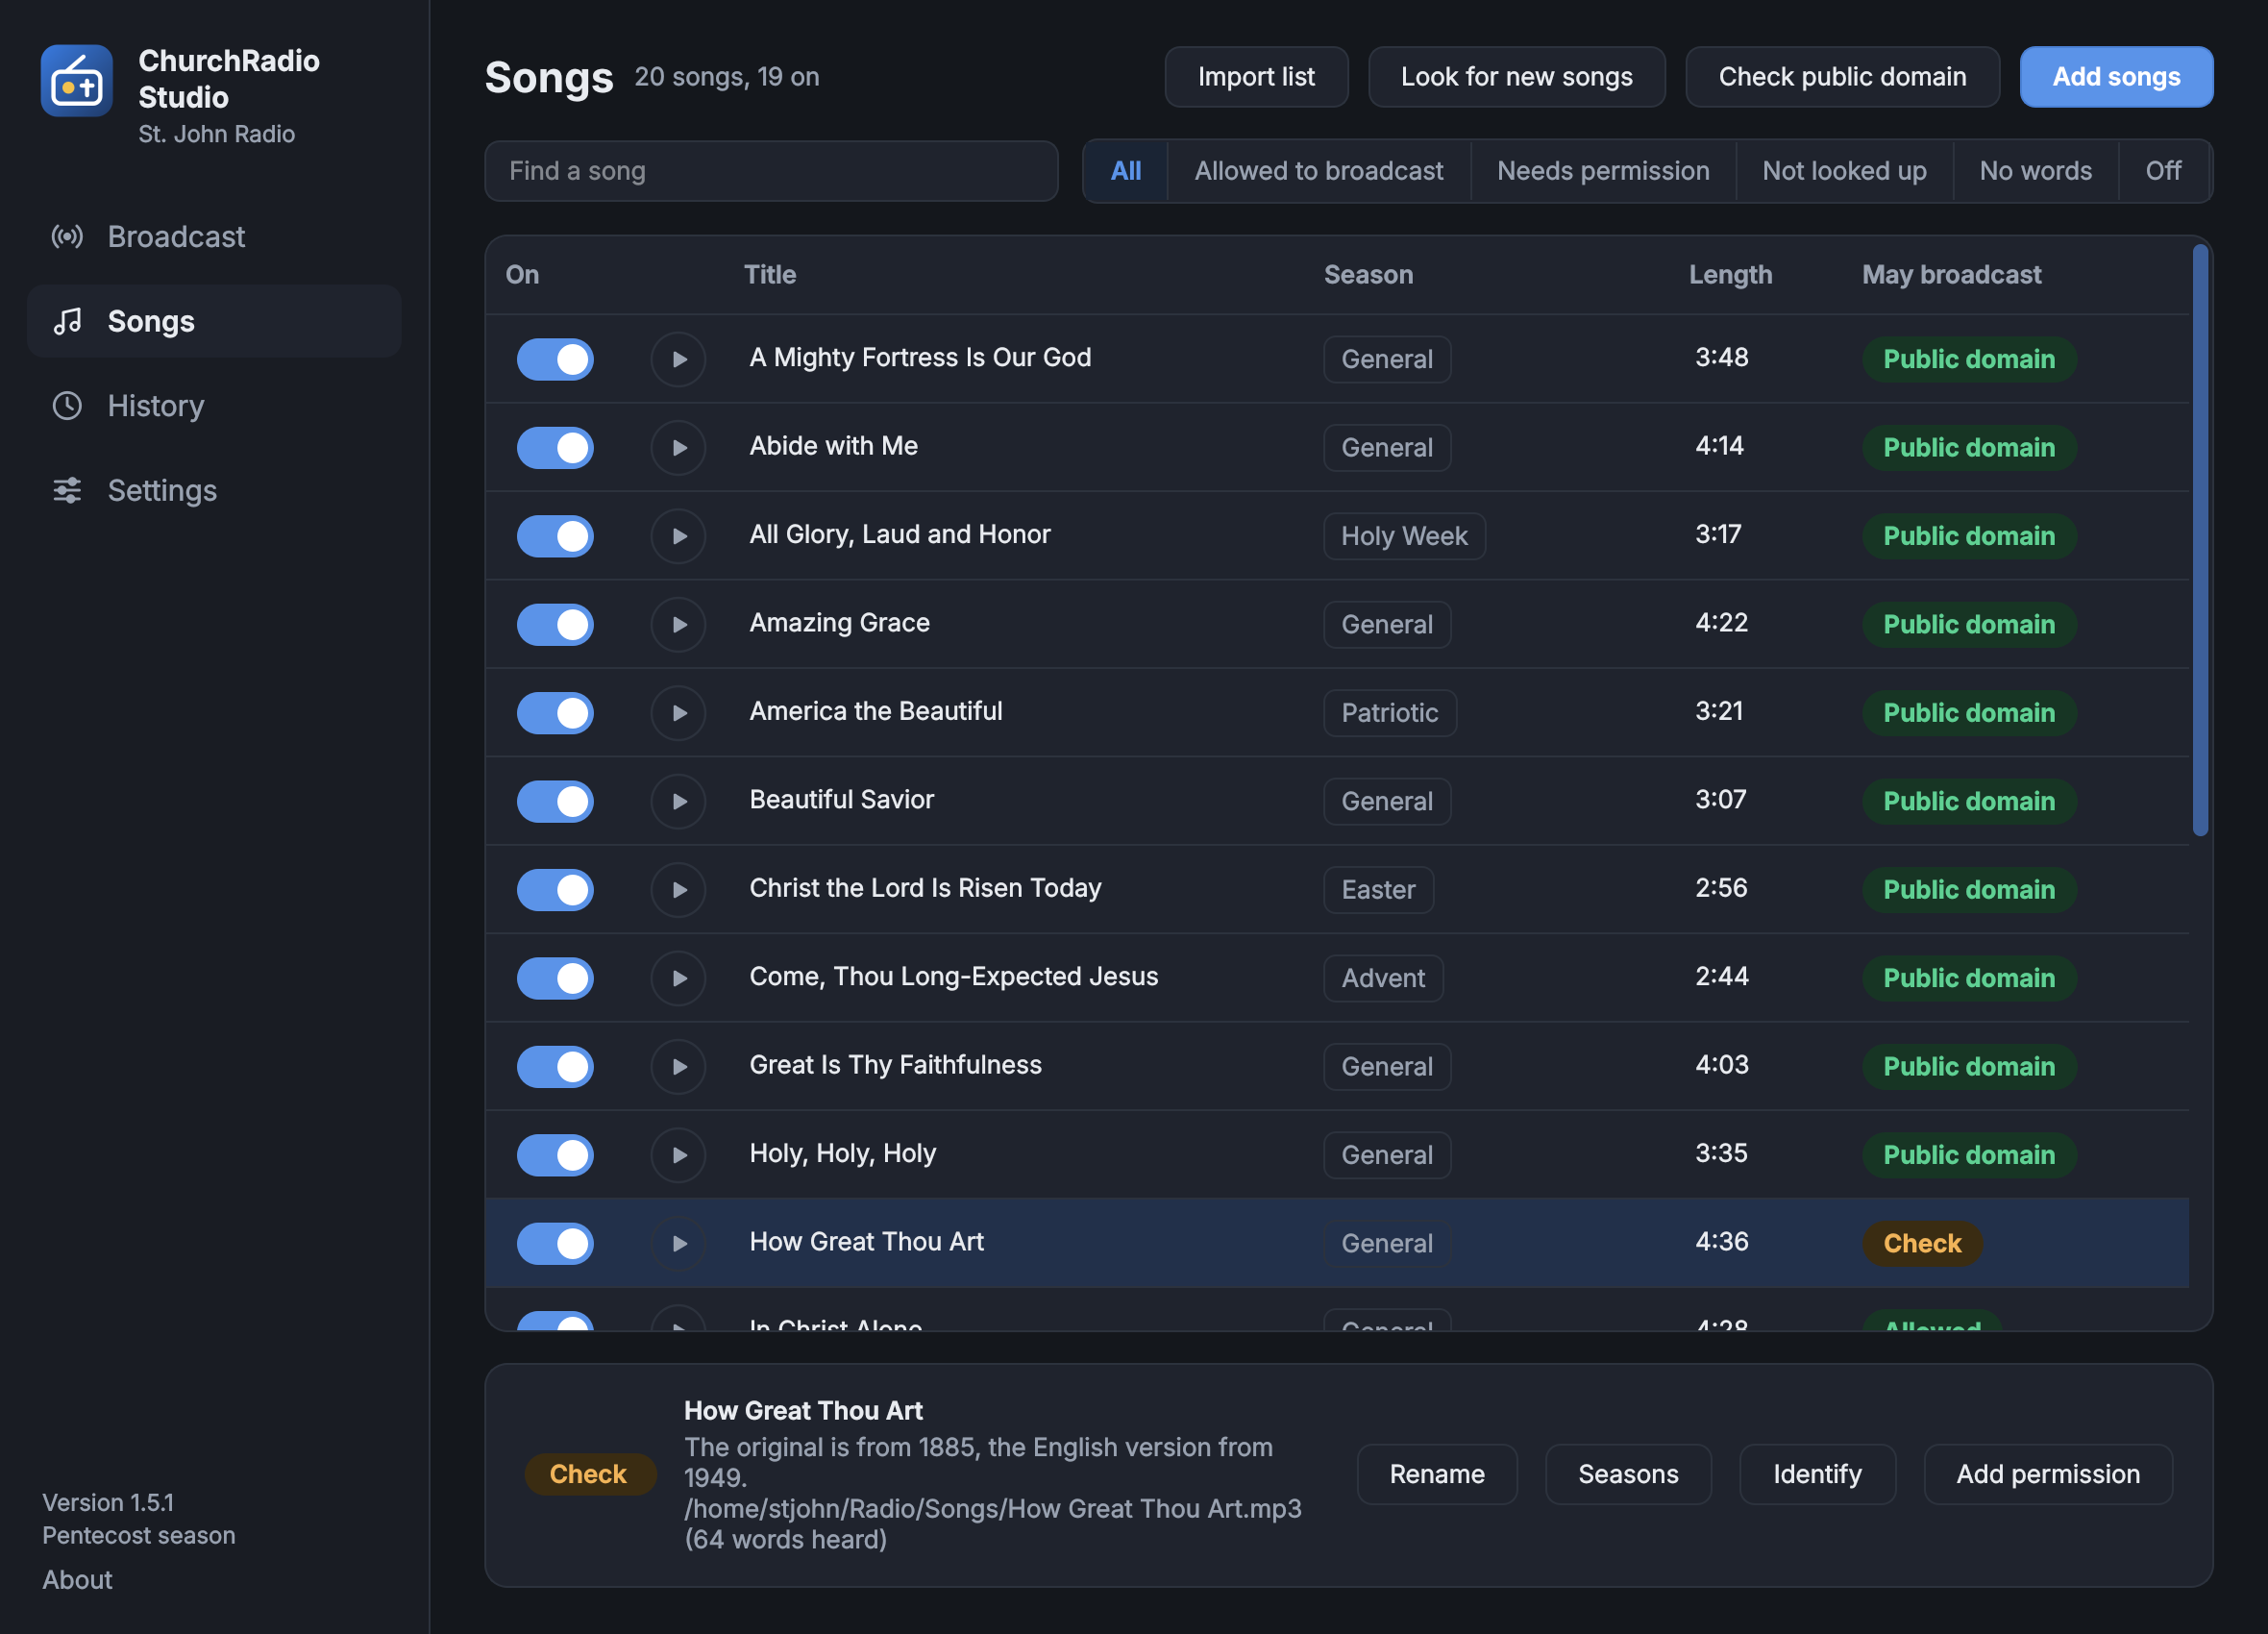 ChurchRadio
Studio
St. John Radio
Broadcast
Songs
History
Settings
Version 1.5.1
Pentecost season
About
Songs 20 songs, 19 on Import list Look for new songs Check public domain Add songs
Find a song All Allowed to broadcast Needs permission Not looked up No words Off
On Title Season Length May broadcast
A Mighty Fortress Is Our God General 3:48 Public domain
Abide with Me General 4:14 Public domain
All Glory, Laud and Honor Holy Week 3:17 Public domain
Amazing Grace General 4:22 Public domain
America the Beautiful Patriotic 3:21 Public domain
Beautiful Savior General 3:07 Public domain
Christ the Lord Is Risen Today Easter 2:56 Public domain
Come, Thou Long-Expected Jesus Advent 2:44 Public domain
Great Is Thy Faithfulness General 4:03 Public domain
Holy, Holy, Holy General 3:35 Public domain
How Great Thou Art General 4:36 Check
In Christ Alone General 4:28 Allowed
Check
How Great Thou Art
The original is from 1885, the English version from
1949.
/home/stjohn/Radio/Songs/How Great Thou Art.mp3
(64 words heard)
Rename Seasons Identify Add permission